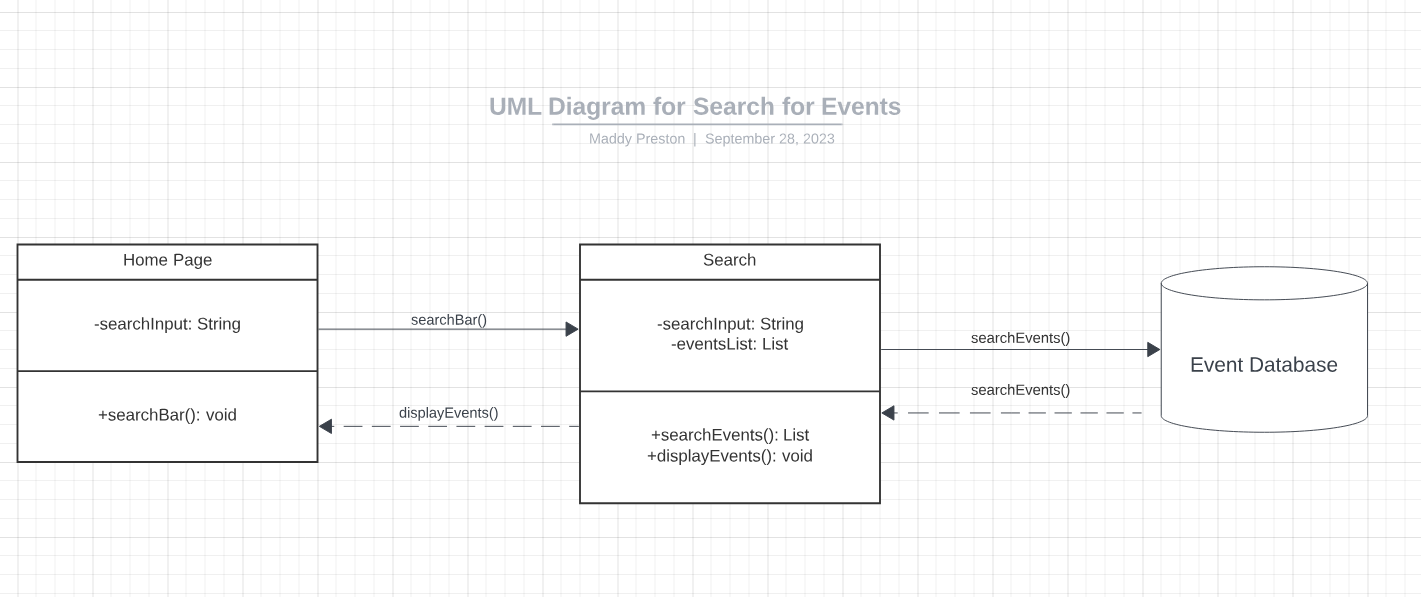 UML Diagram for Search for Events
Maddy Preston | September 28, 2023
Home Page
-searchInput: String
+searchBar(): void
searchBar()
displayEvents()
Search
-searchInput: String
-eventsList: List
+searchEvents(): List
+displayEvents(): void
searchEvents()
searchEvents()
Event Database